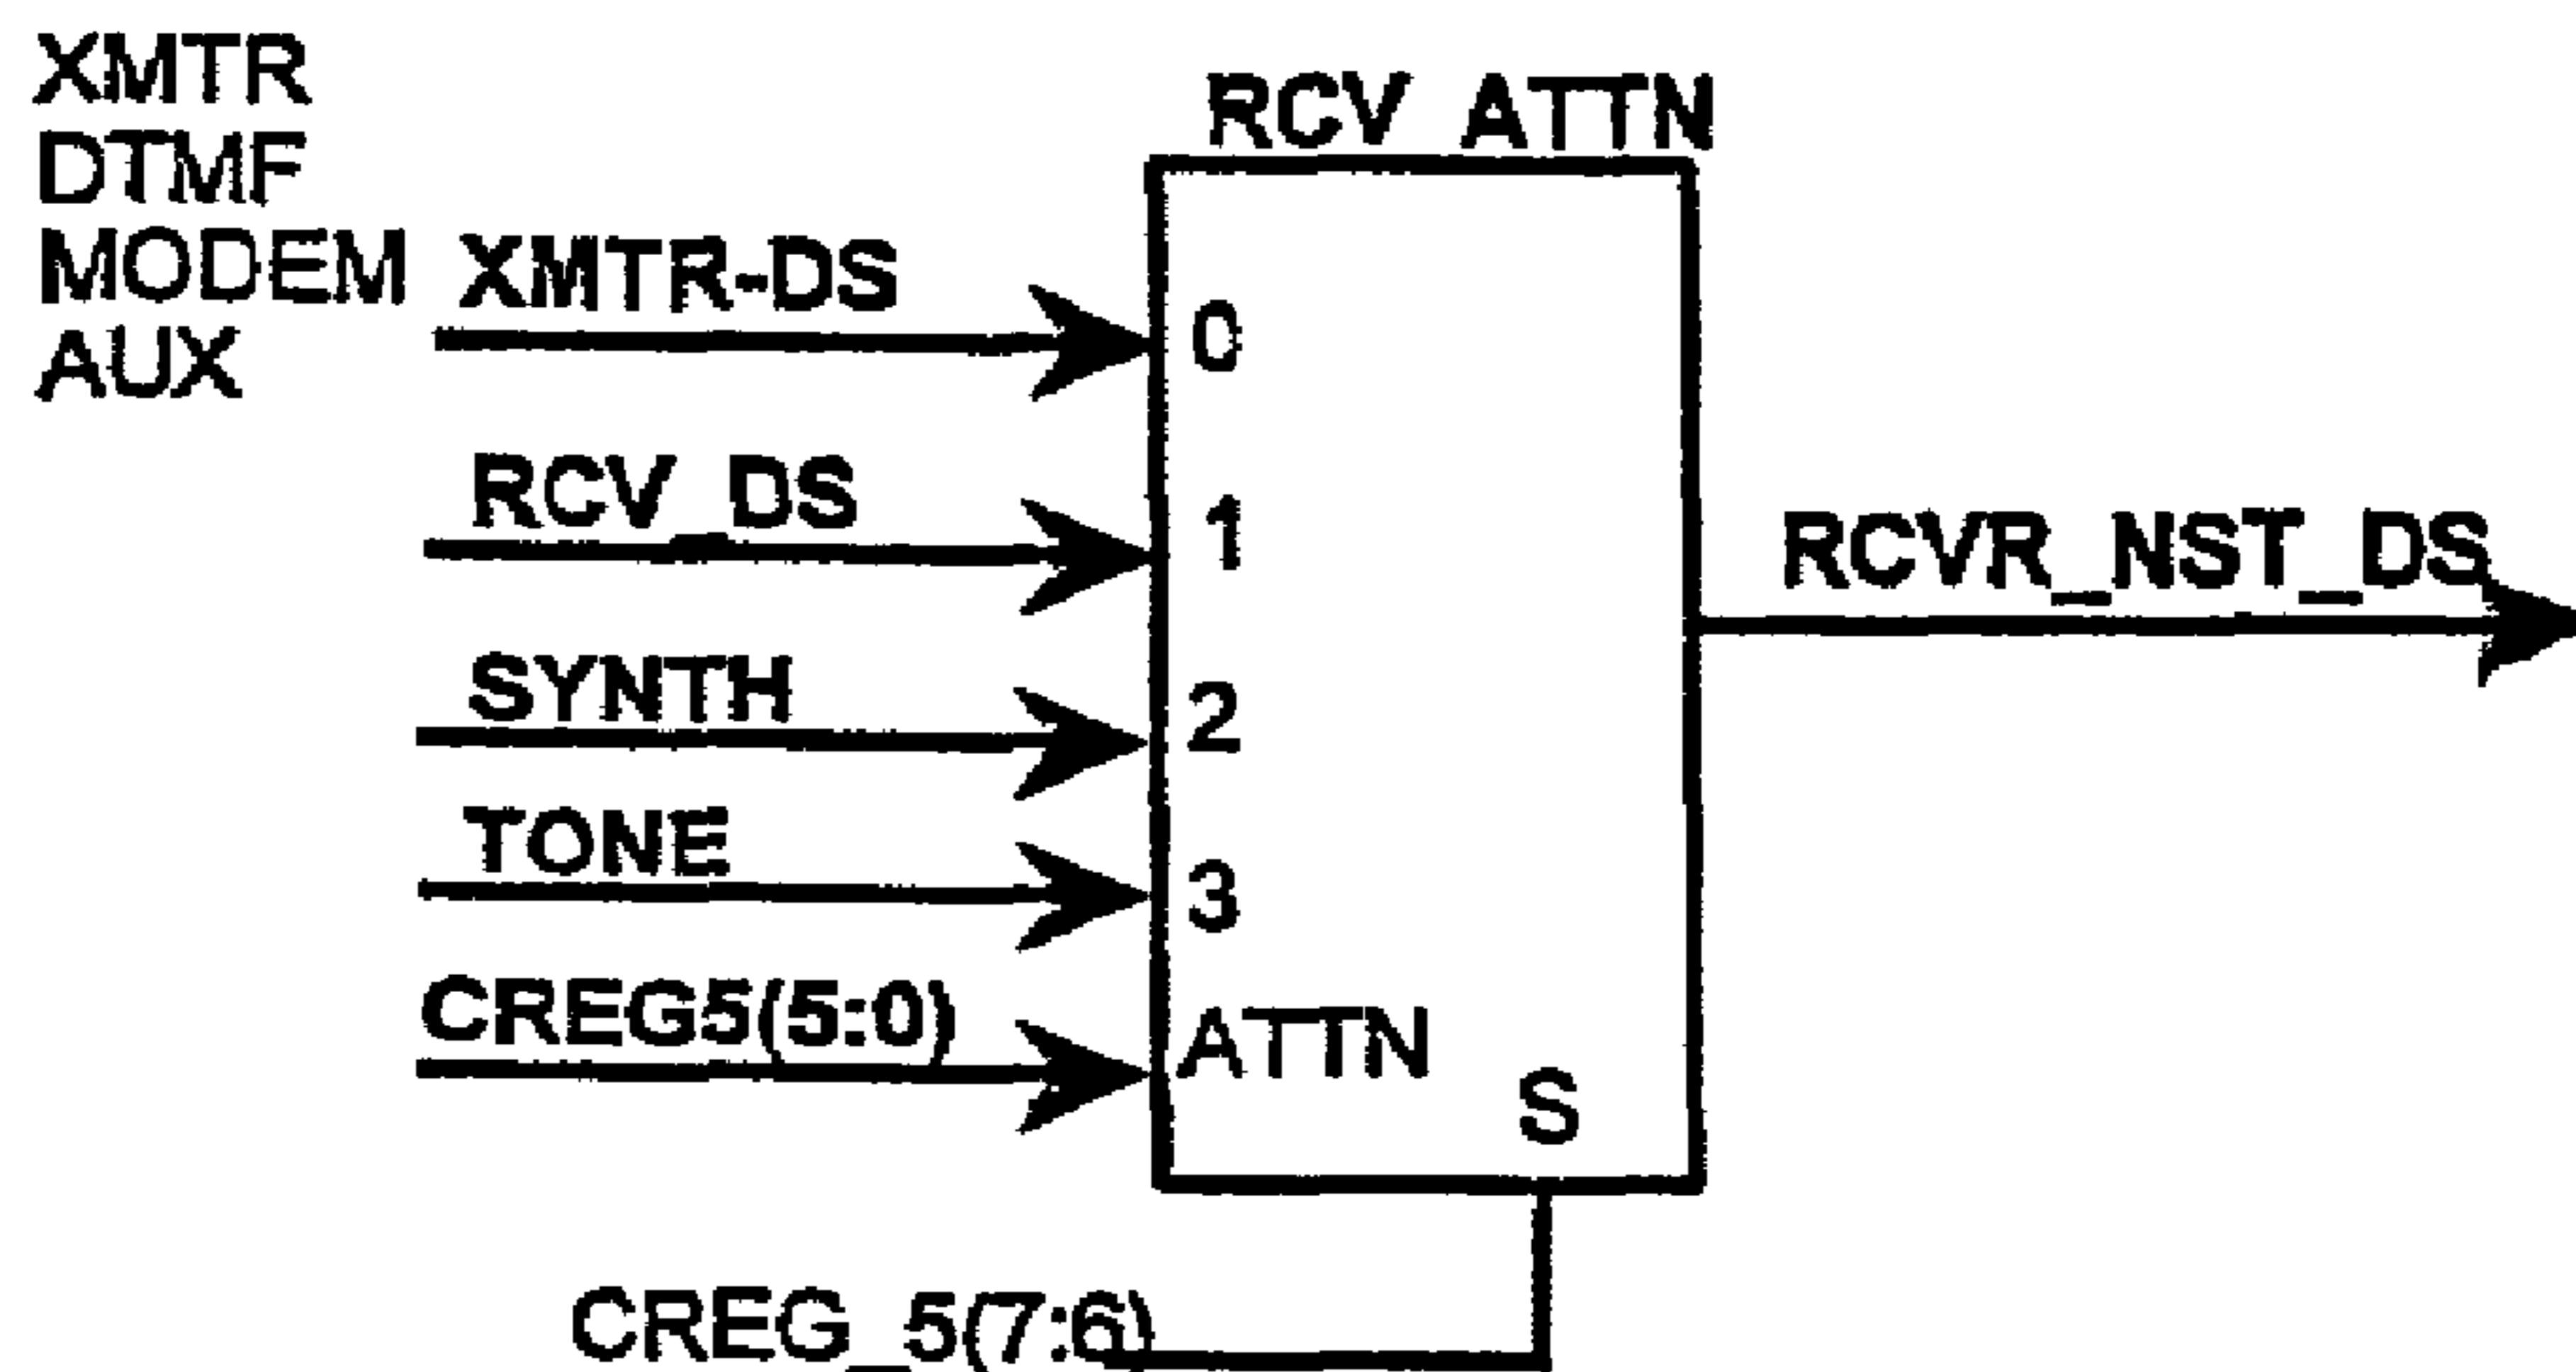 XMTR
DTMF
MODEM
AUX
XMTR-DS
RCV_DS
SYNTH
TONE
CREG5(5:0)
RCV ATTN
0
1
2
3
ATTN
S
RCVR_NST_DS
CREG_5(7:6)